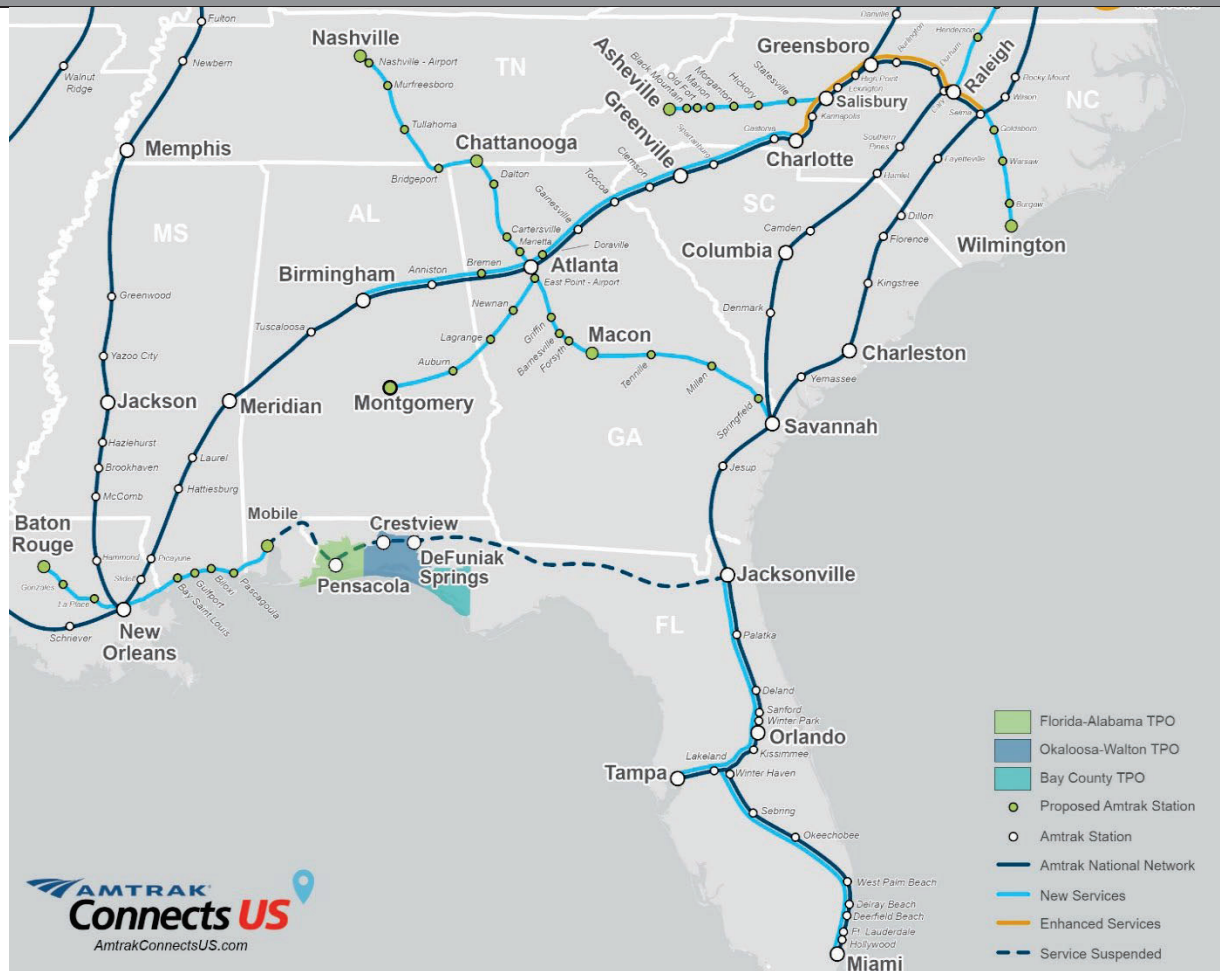 Fulton
Danville
Henderson
Nashville
Nashville - Airport
Newbern
TN
Asheville
Greensboro
Burlington
Durham
Raleigh
Walnut
Ridge
Murfreesboro
Black Mountain
Old Fort
Marion
Morganton
Hickory
Statesville
High Point
Lexington
Salisbury
Cary
Rocky Mount
Wilson
NC
Tullahoma
Greenville
Kannapolis
Selma
Memphis
Chattanooga
Spartanburg
Gastonia
Charlotte
Southern
Pines
Goldsboro
Bridgeport
Dalton
Clemson
Fayetteville
Warsaw
Gainesville
Toccoa
Hamlet
Burgaw
MS
AL
SC
Camden
Dillon
Wilmington
Cartersville
Marietta
Doraville
Columbia
Florence
Birmingham
Anniston
Bremen
Atlanta
East Point - Airport
Kingstree
Greenwood
Newnan
Denmark
Tuscaloosa
Griffin
Barnesville
Forsyth
Macon
Lagrange
Charleston
Yazoo City
Auburn
Tennille
Millen
Yemassee
Jackson
Meridian
Montgomery
Springfield
Savannah
GA
Hazlehurst
Laurel
Brookhaven
Jesup
Hattiesburg
McComb
Mobile
Crestview
Baton
Rouge
Hammond
Picayune
DeFuniak
Springs
Slidell
Pensacola
Jacksonville
Gonzales
La Place
Bay Saint Louis
Gulfport
Biloxi
Pascagoula
New
Orleans
Schriever
FL
Palatka
Deland
Sanford
Winter Park
Orlando
Kissimmee
Lakeland
Tampa
Winter Haven
Sebring
Okeechobee
West Palm Beach
Delray Beach
Deerfield Beach
Ft. Lauderdale
Hollywood
Miami
Florida-Alabama TPO
Okaloosa-Walton TPO
Bay County TPO
Proposed Amtrak Station
Amtrak Station
Amtrak National Network
New Services
Enhanced Services
Service Suspended
AMTRAK
Connects US
AmtrakConnectsUS.com